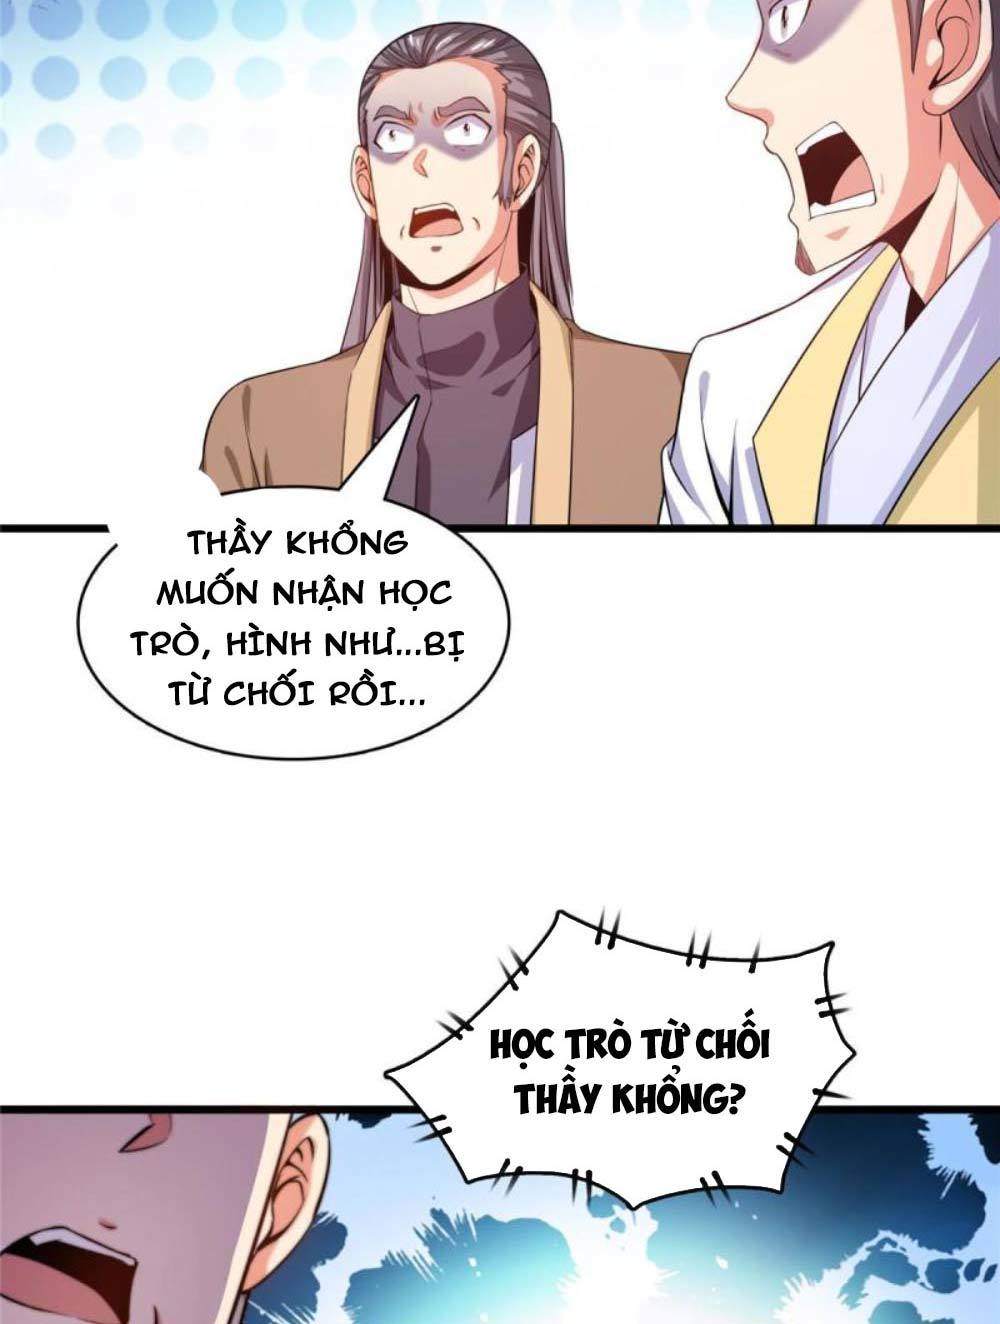 THẦY KHỔNG
MUỐN NHẬN HỌC
TRÒ, HÌNH NHƯ...BỊ
TỪ CHỐI RỒI...
HỌC TRÒ TỪ CHỐI
THẦY KHỔNG?